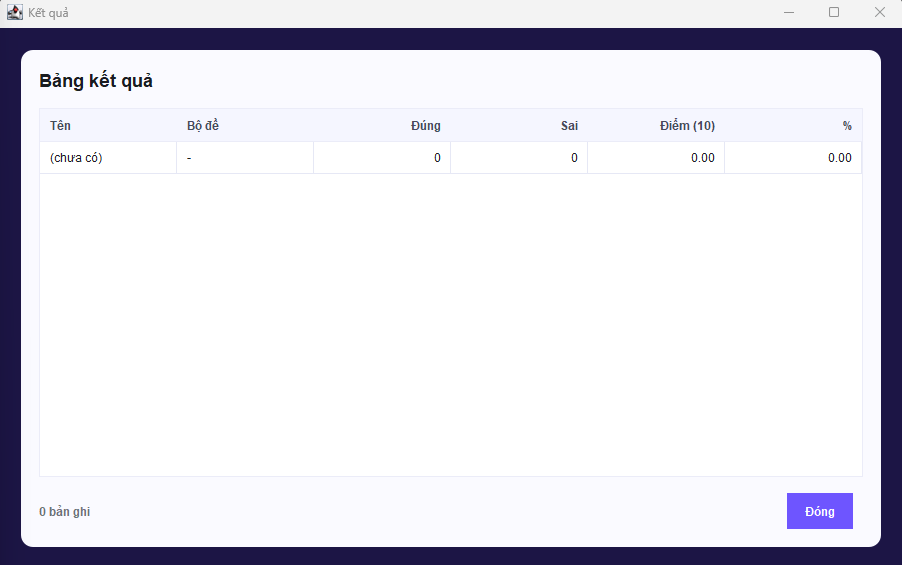 Kết quả
Bảng kết quả
Tên Bộ đề Đúng Sai Điểm (10) %
(chưa có) - 0 0 0.00 0.00
0 bản ghi Đóng